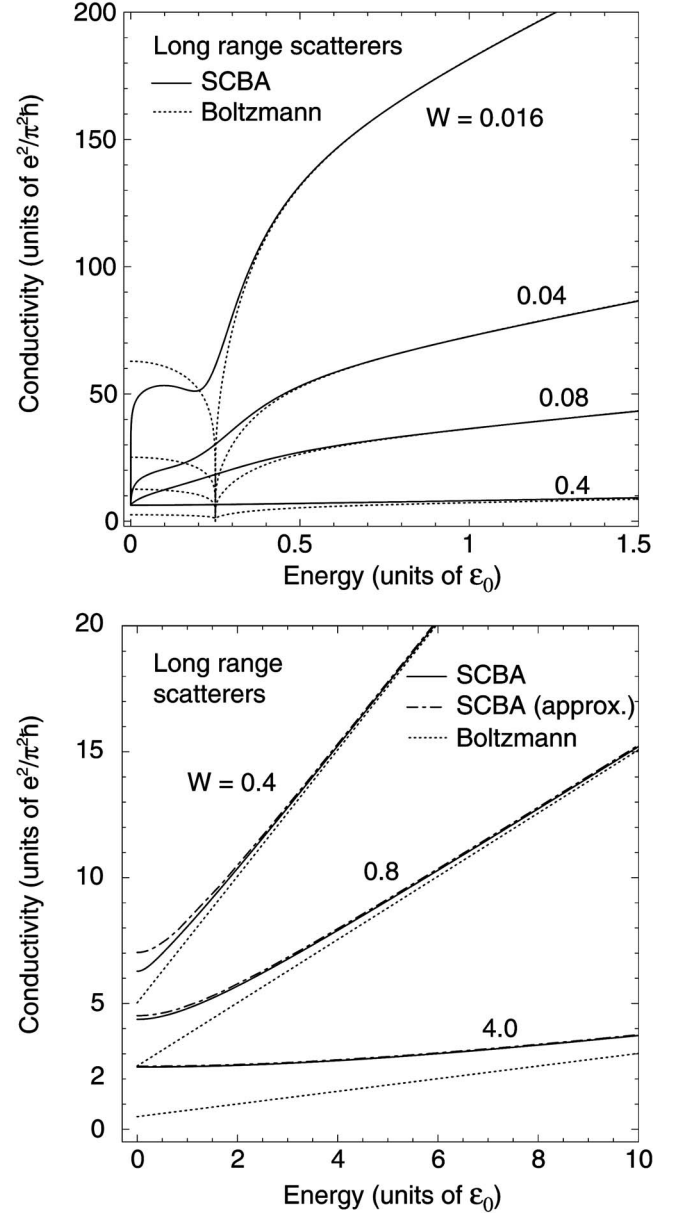 200
150
100
50
0
Conductivity (units of e²/π²ħ)
Long range scatterers
SCBA
Boltzmann
W = 0.016
0.04
0.08
0.4
0 0.5 1 1.5
Energy (units of ε₀)
20
15
10
5
2
0
Conductivity (units of e²/π²ħ)
Long range
scatterers
SCBA
SCBA (approx.)
Boltzmann
W = 0.4
0.8
4.0
0 2 4 6 8 10
Energy (units of ε₀)